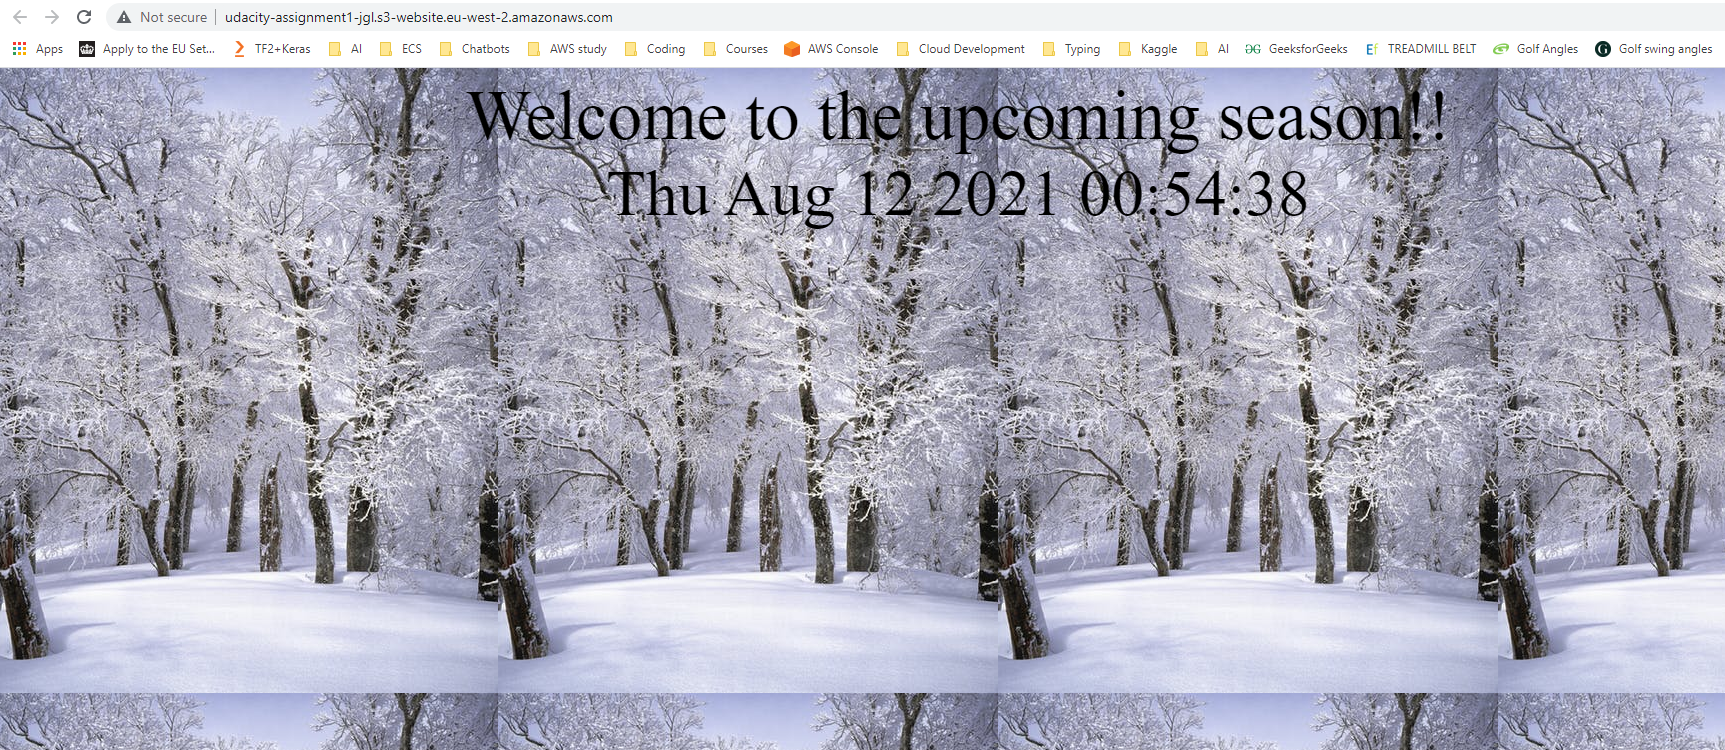 Not secure | udacity-assignment1-jgl.s3-website.eu-west-2.amazonaws.com
Apps Apply to the EU Set... TF2+Keras AI ECS Chatbots AWS study Coding Courses AWS Console Cloud Development Typing Kaggle AI GeeksforGeeks Ef TREADMILL BELT Golf Angles Golf swing angles
Welcome to the upcoming season!!
Thu Aug 12 2021 00:54:38